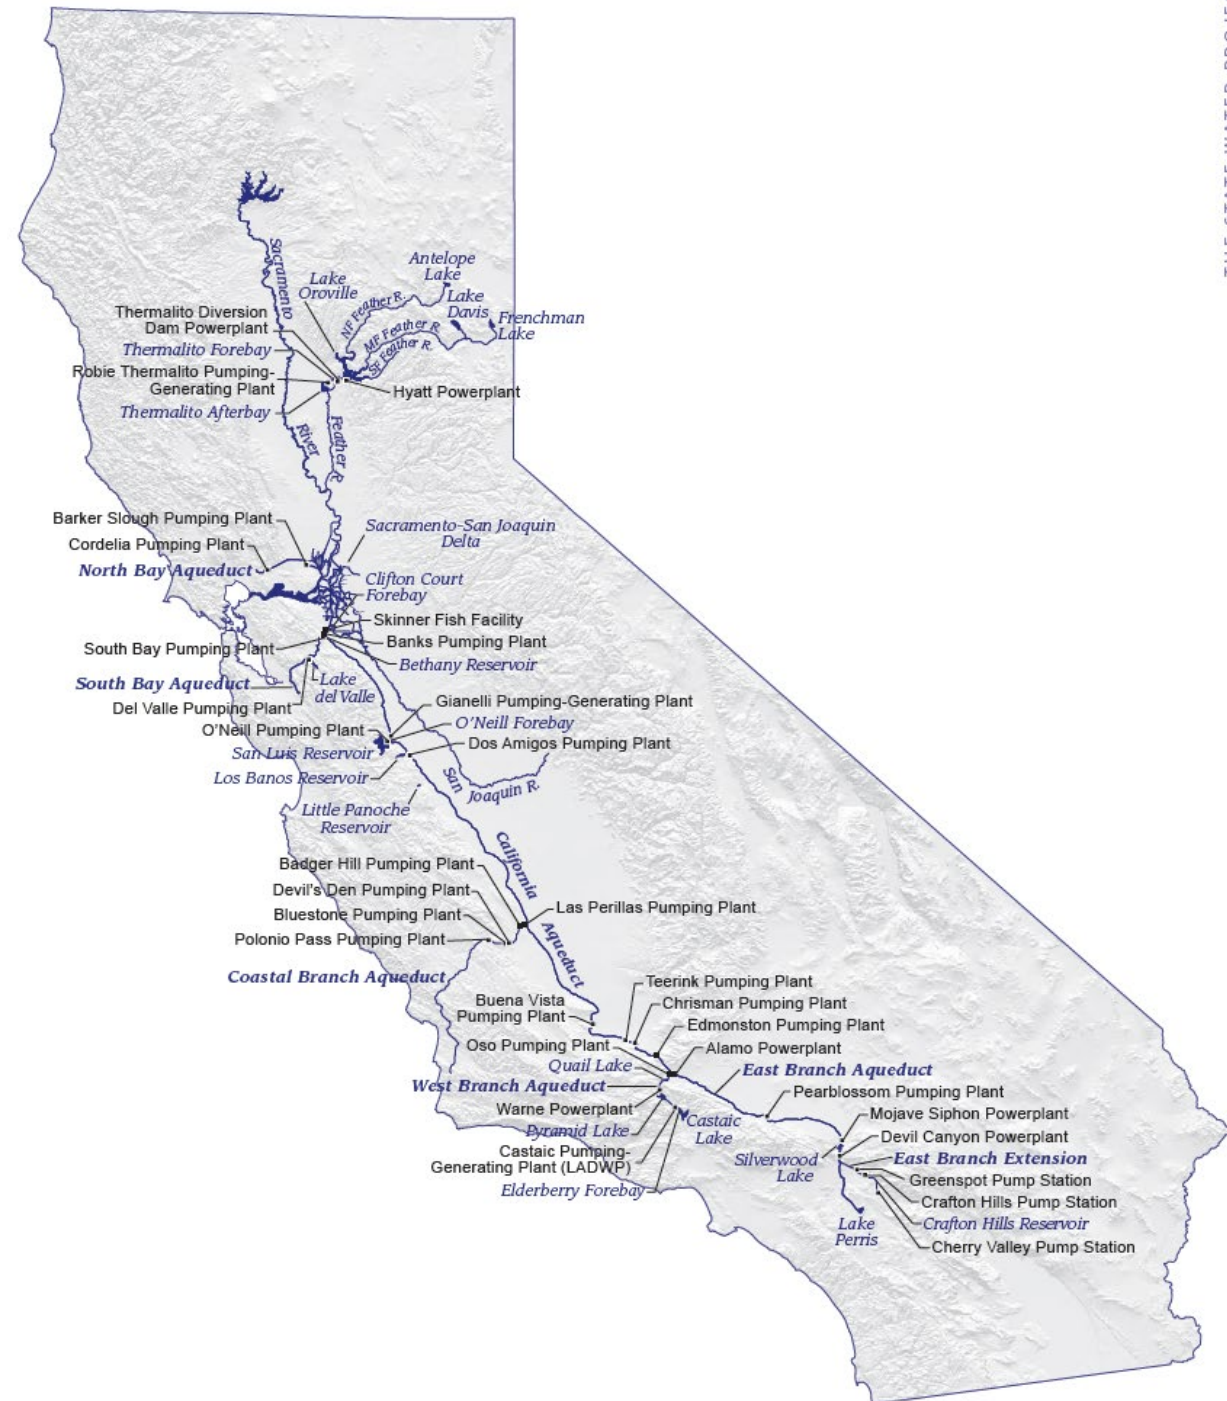 THE STATE WATER PROJE
Sacramento
River
Lake
Oroville
Antelope
Lake
Lake
Davis
Frenchman
Lake
NF Feather R.
MF Feather R.
SF Feather R.
Thermalito Diversion
Dam Powerplant
Thermalito Forebay
Robie Thermalito Pumping-
Generating Plant
Thermalito Afterbay
Hyatt Powerplant
Feather R.
Barker Slough Pumping Plant
Cordelia Pumping Plant
North Bay Aqueduct
Sacramento-San Joaquin
Delta
Clifton Court
Forebay
Skinner Fish Facility
Banks Pumping Plant
Bethany Reservoir
South Bay Pumping Plant
South Bay Aqueduct
Lake
del Valle
Del Valle Pumping Plant
Gianelli Pumping-Generating Plant
O'Neill Forebay
O'Neill Pumping Plant
Dos Amigos Pumping Plant
San Luis Reservoir
Los Banos Reservoir
San
Joaquin R.
Little Panoche
Reservoir
California
Aqueduct
Badger Hill Pumping Plant
Devil's Den Pumping Plant
Bluestone Pumping Plant
Polonio Pass Pumping Plant
Las Perillas Pumping Plant
Coastal Branch Aqueduct
Teerink Pumping Plant
Chrisman Pumping Plant
Buena Vista
Pumping Plant
Edmonston Pumping Plant
Oso Pumping Plant
Alamo Powerplant
Quail Lake
East Branch Aqueduct
West Branch Aqueduct
Pearblossom Pumping Plant
Warne Powerplant
Mojave Siphon Powerplant
Pyramid Lake
Castaic
Lake
Devil Canyon Powerplant
Castaic Pumping-
Generating Plant (LADWP)
Silverwood
Lake
East Branch Extension
Elderberry Forebay
Greenspot Pump Station
Crafton Hills Pump Station
Crafton Hills Reservoir
Lake
Perris
Cherry Valley Pump Station